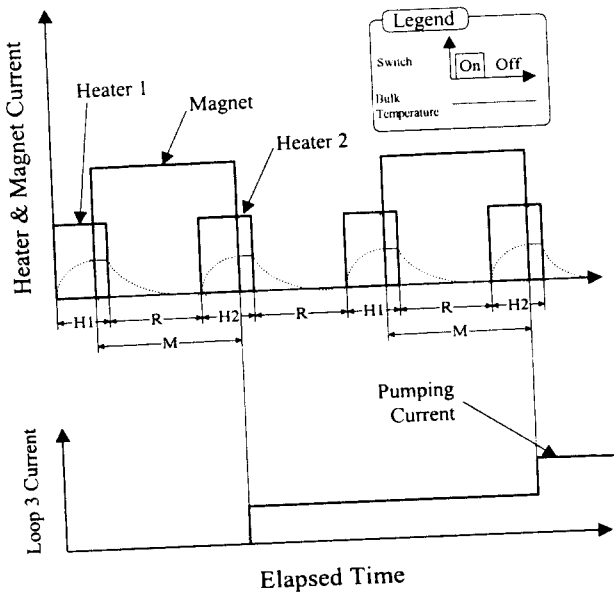 Legend
Switch
On Off
Bulk
Temperature
Heater & Magnet Current
Heater 1
Magnet
Heater 2
H1 R H2 R H1 R H2
M M
Loop 3 Current
Pumping
Current
Elapsed Time